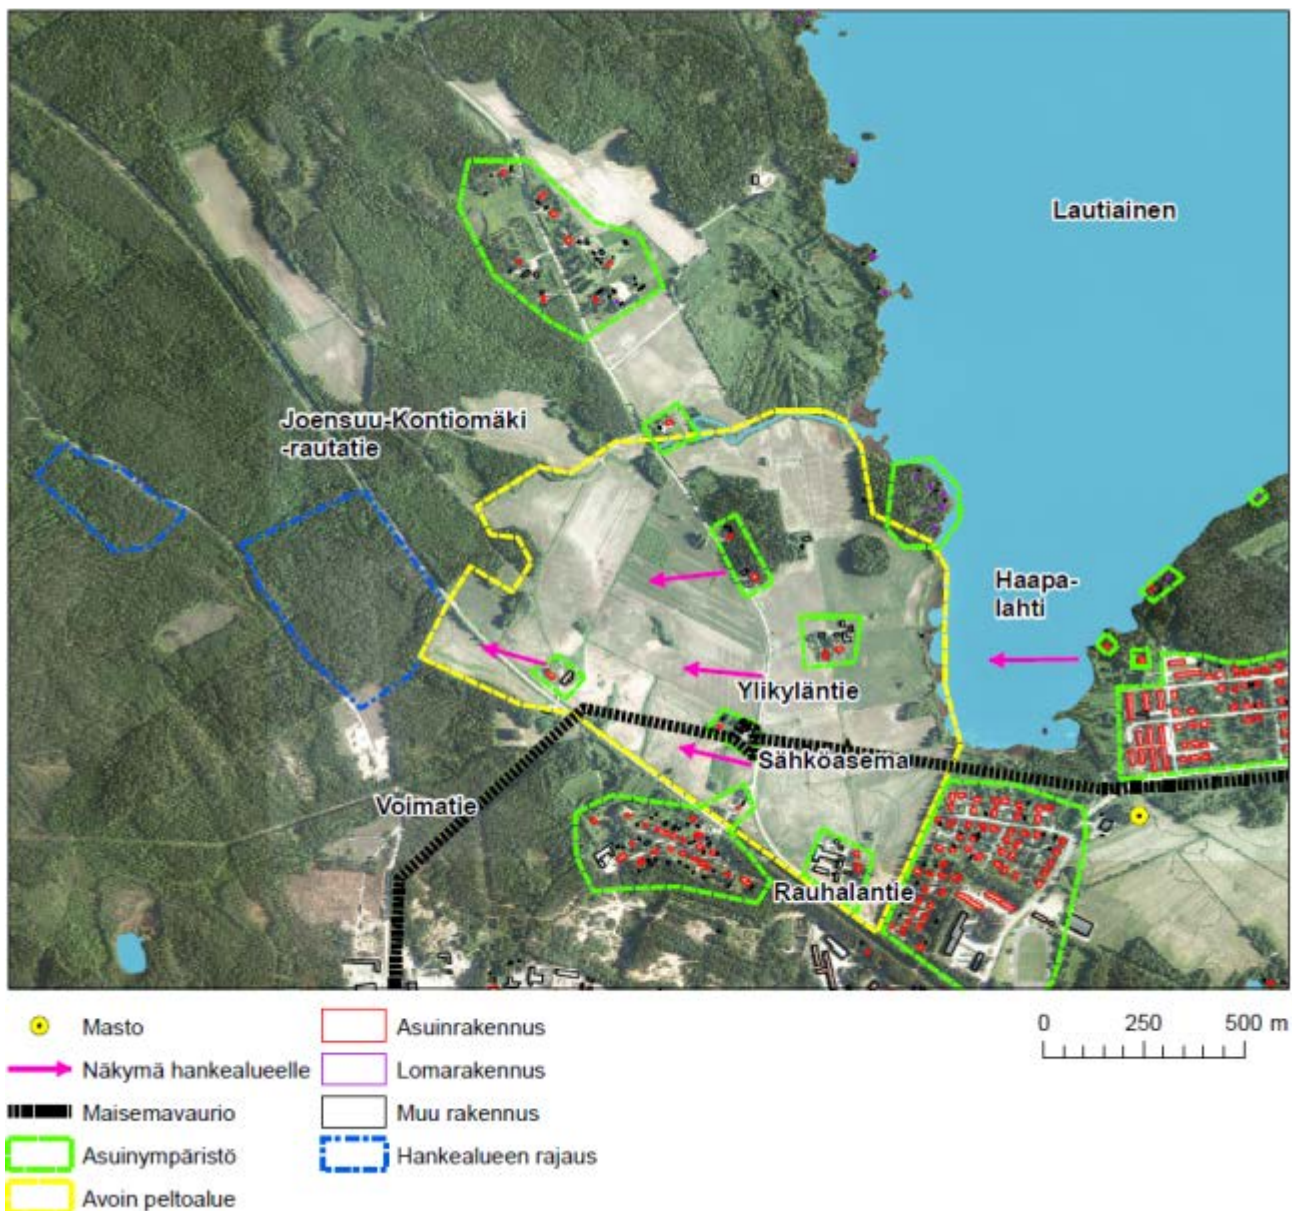 Lautiainen
Joensuu-Kontiomäki
-rautatie
Haapa-
lahti
Ylikyläntie
Sähköasema
Voimatie
Rauhalantie
Masto
Näkymä hankealueelle
Maisemavaurio
Asuinympäristö
Avoin peltoalue
Asuinrakennus
Lomarakennus
Muu rakennus
Hankealueen rajaus
0 250 500 m